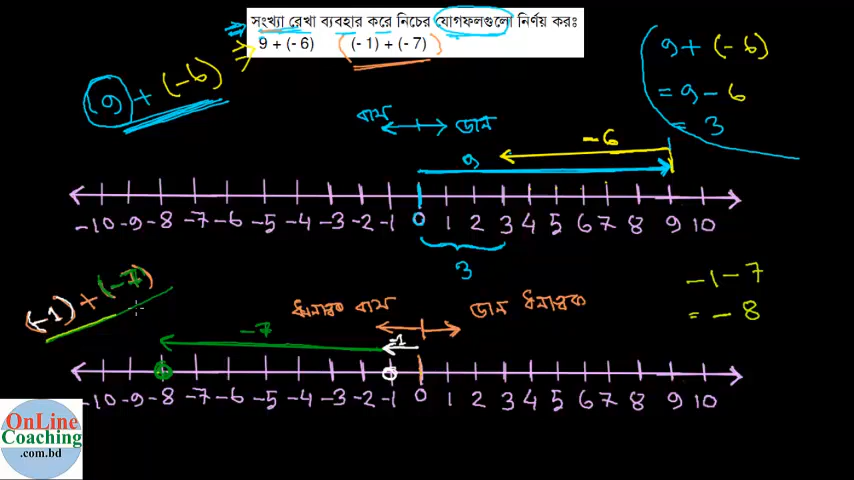 সংখ্যা রেখা ব্যবহার করে নিচের যোগফলগুলো নির্ণয় করঃ
9 + (- 6) (- 1) + (- 7)
9 + (-6)
9 + (-6)
= 9 - 6
= 3
বাম ডান
-6
9
-10 -9 -8 -7 -6 -5 -4 -3 -2 -1 0 1 2 3 4 5 6 7 8 9 10
3
(-1) + (-7)
বাম ডান ধনাত্বক
-1-7
= -8
-7 -1
-10 -9 -8 -7 -6 -5 -4 -3 -2 -1 0 1 2 3 4 5 6 7 8 9 10
OnLine
Coaching
.com.bd